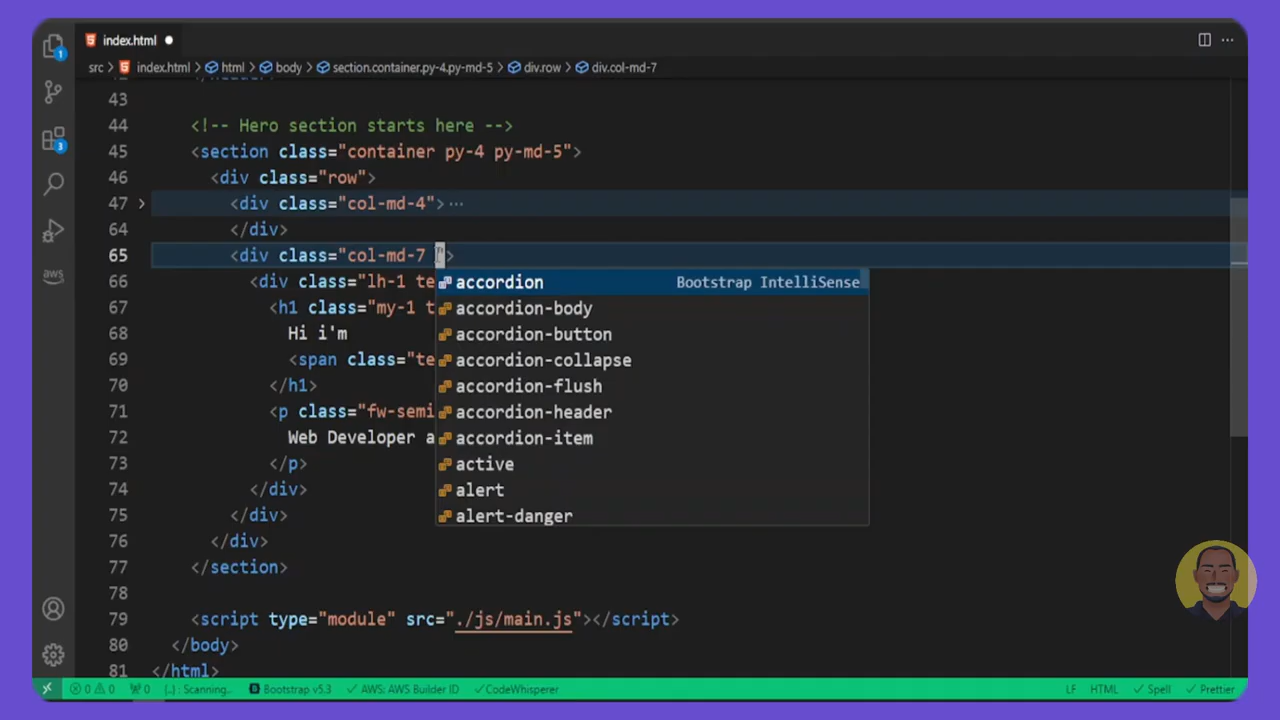 index.html
src > index.html > html > body > section.container.py-4.py-md-5 > div.row > div.col-md-7
1
43
44 <!-- Hero section starts here -->
45 <section class="container py-4 py-md-5">
46 <div class="row">
47 <div class="col-md-4"> ...
64 </div>
65 <div class="col-md-7 ">
66 <div class="lh-1 te
67 <h1 class="my-1 t
68 Hi i'm
69 <span class="te
70 </h1>
71 <p class="fw-semi
72 Web Developer a
73 </p>
74 </div>
75 </div>
76 </div>
77 </section>
78
79 <script type="module" src="./js/main.js"></script>
80 </body>
81 </html>
accordion Bootstrap IntelliSense
accordion-body
accordion-button
accordion-collapse
accordion-flush
accordion-header
accordion-item
active
alert
alert-danger
3
aws
0 0 0 Scanning.. Bootstrap v5.3 AWS: AWS Builder ID CodeWhisperer LF HTML Spell Prettier